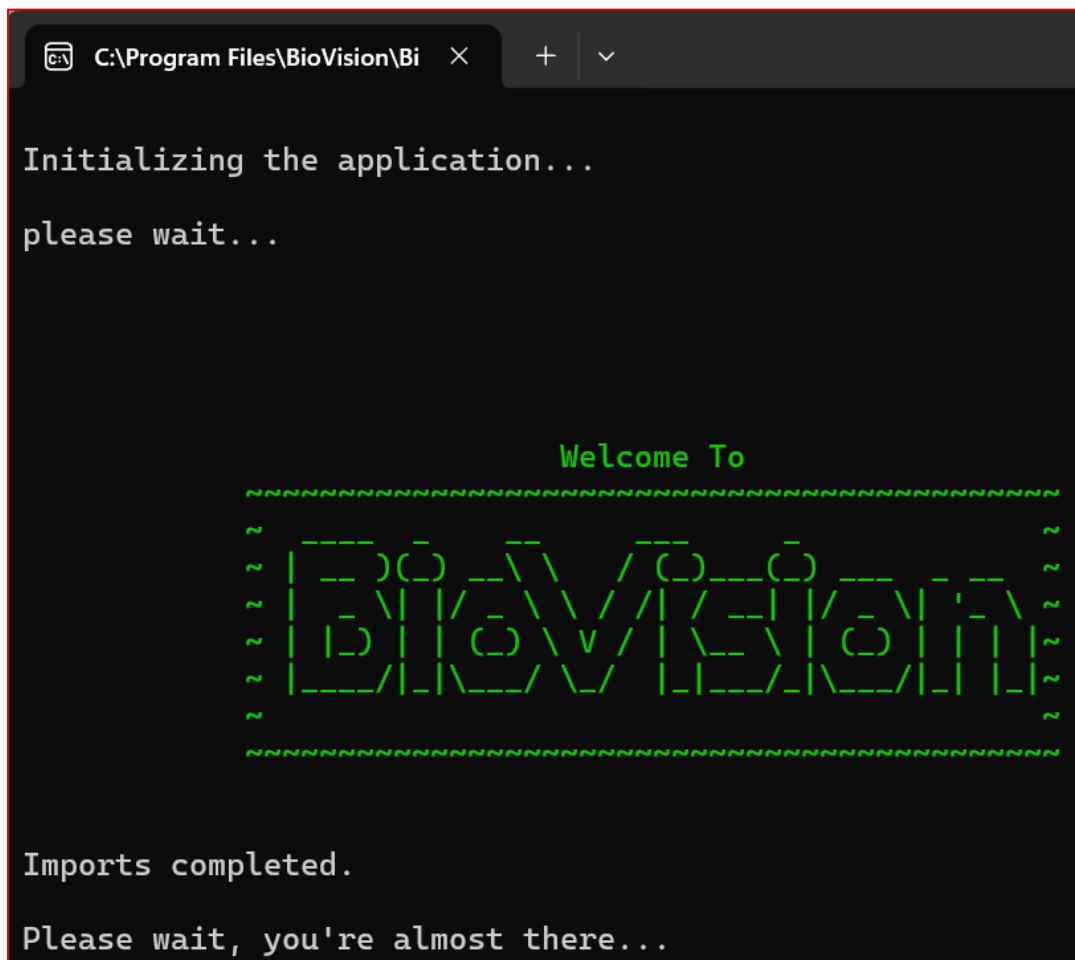 C:\Program Files\BioVision\Bi
Initializing the application...
please wait...
Welcome To
BioVision
Imports completed.
Please wait, you're almost there...